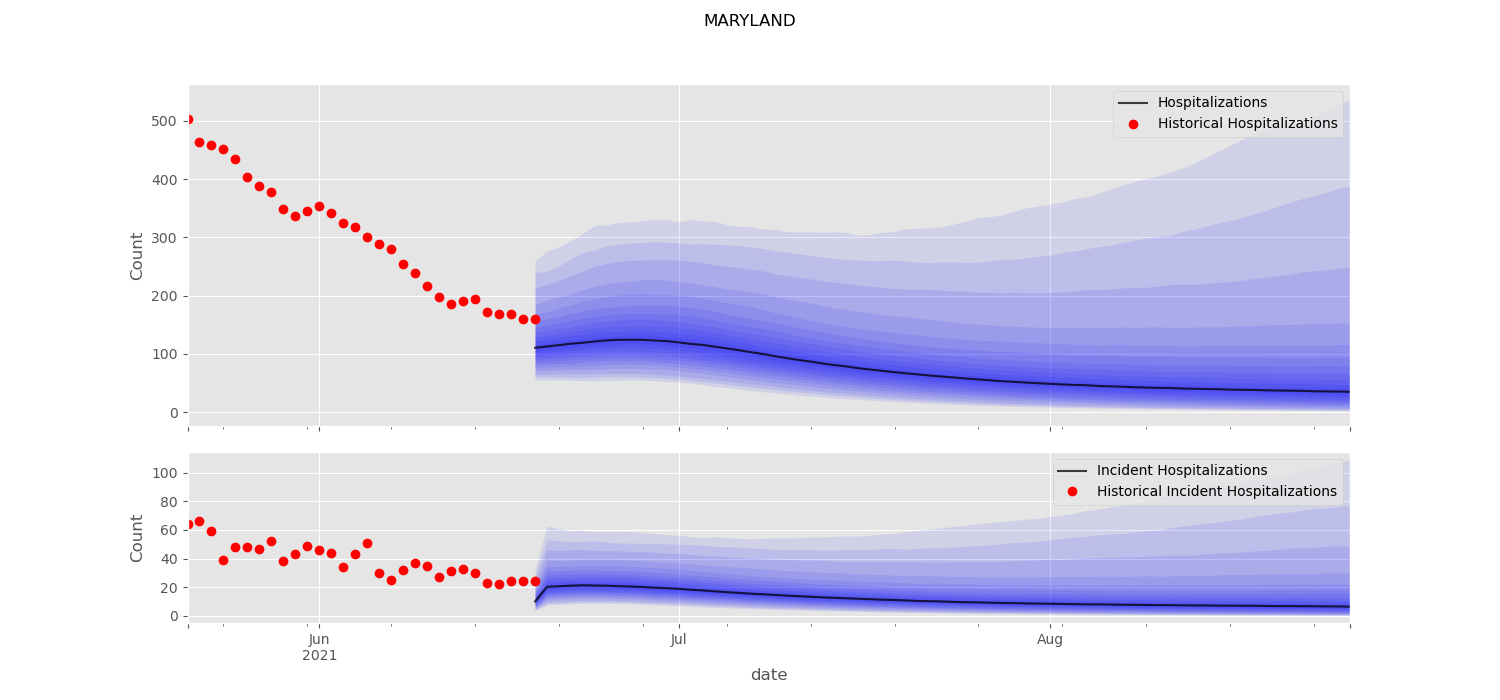 MARYLAND
Hospitalizations
Historical Hospitalizations
500
400
300
200
100
0
Count
Incident Hospitalizations
Historical Incident Hospitalizations
100
80
60
40
20
0
Count
Jun
2021
Jul
Aug
date